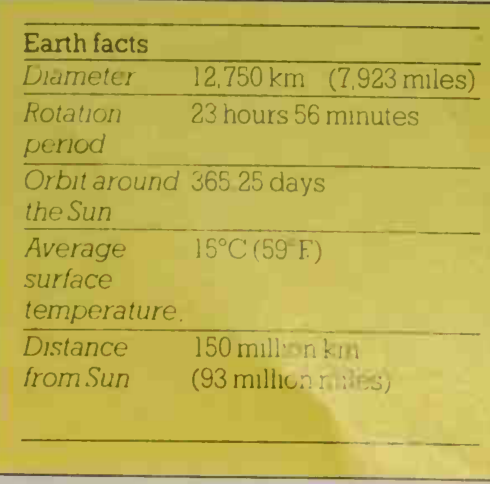 Earth facts
Diameter 12,750 km (7,923 miles)
Rotation 23 hours 56 minutes
period
Orbit around 365.25 days
the Sun
Average 15°C (59°F.)
surface
temperature.
Distance 150 million km
from Sun (93 million miles)